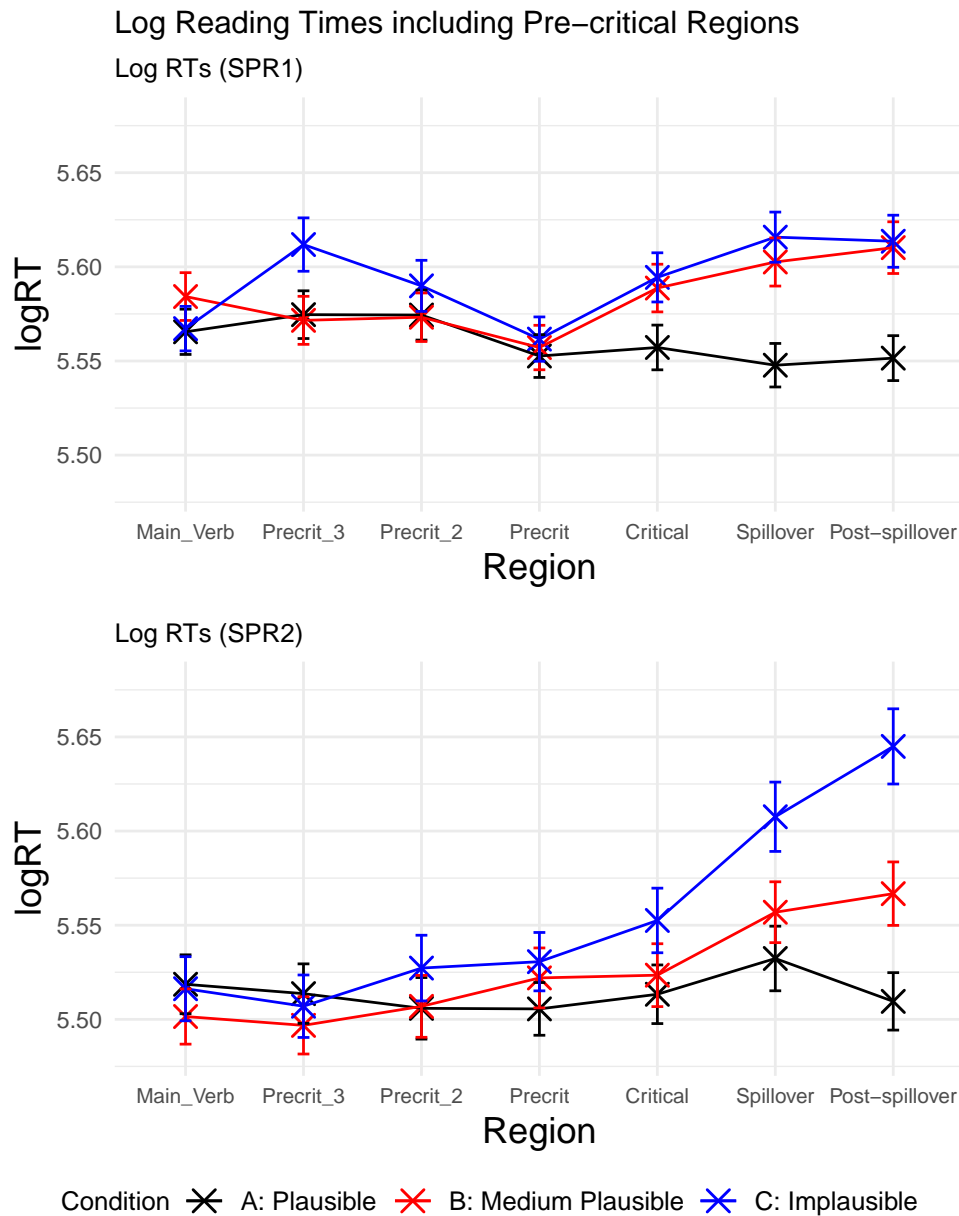 Log Reading Times including Pre−critical Regions
Log RTs (SPR1)
logRT
5.65
5.60
5.55
5.50
Main_Verb Precrit_3 Precrit_2 Precrit Critical Spillover Post−spillover
Region
Log RTs (SPR2)
logRT
5.65
5.60
5.55
5.50
Main_Verb Precrit_3 Precrit_2 Precrit Critical Spillover Post−spillover
Region
Condition A: Plausible B: Medium Plausible C: Implausible